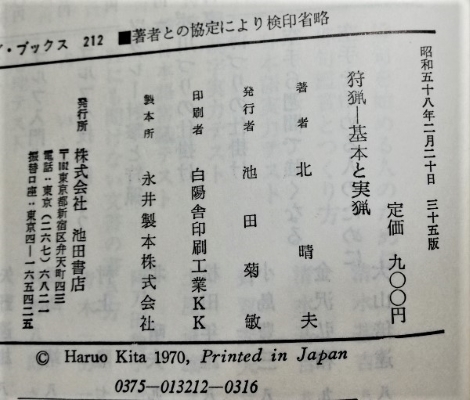 ブ・ブックス 212 ■著者との協定により検印省略
昭和五十八年二月二十日 三十五版
狩猟―基本と実猟 定価 九〇〇円
著者 北晴夫
発行者 池田菊敏
印刷者 白陽舎印刷工業KK
製本所 永井製本株式会社
発行所 株式会社 池田書店
〒162東京都新宿区弁天町四三
電話:東京(二六七)六八二一
振替口座:東京四―一六五四二五
© Haruo Kita 1970, Printed in Japan
0375―013212―0316